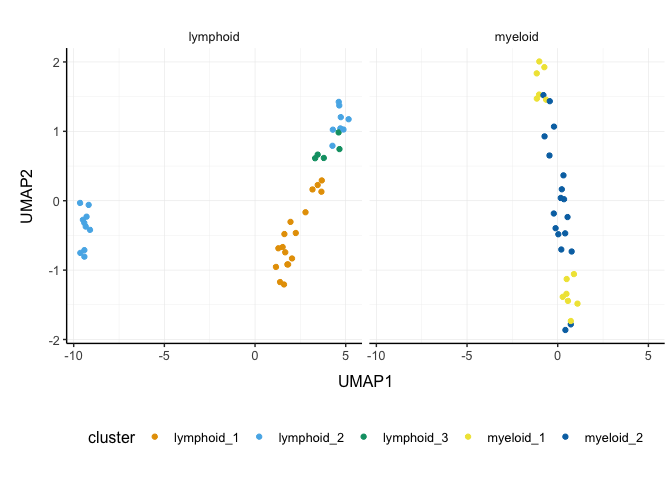 lymphoid myeloid
2
1
0
-1
-2
UMAP2
-10 -5 0 5 -10 -5 0 5
UMAP1
cluster lymphoid_1 lymphoid_2 lymphoid_3 myeloid_1 myeloid_2